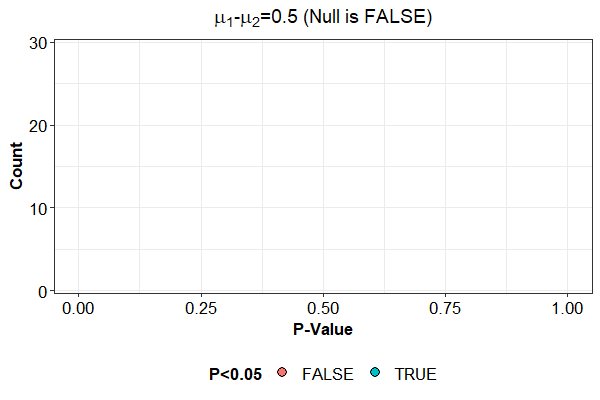 μ1-μ2=0.5 (Null is FALSE)
30
20
10
0
Count
0.00 0.25 0.50 0.75 1.00
P-Value
P<0.05 FALSE TRUE